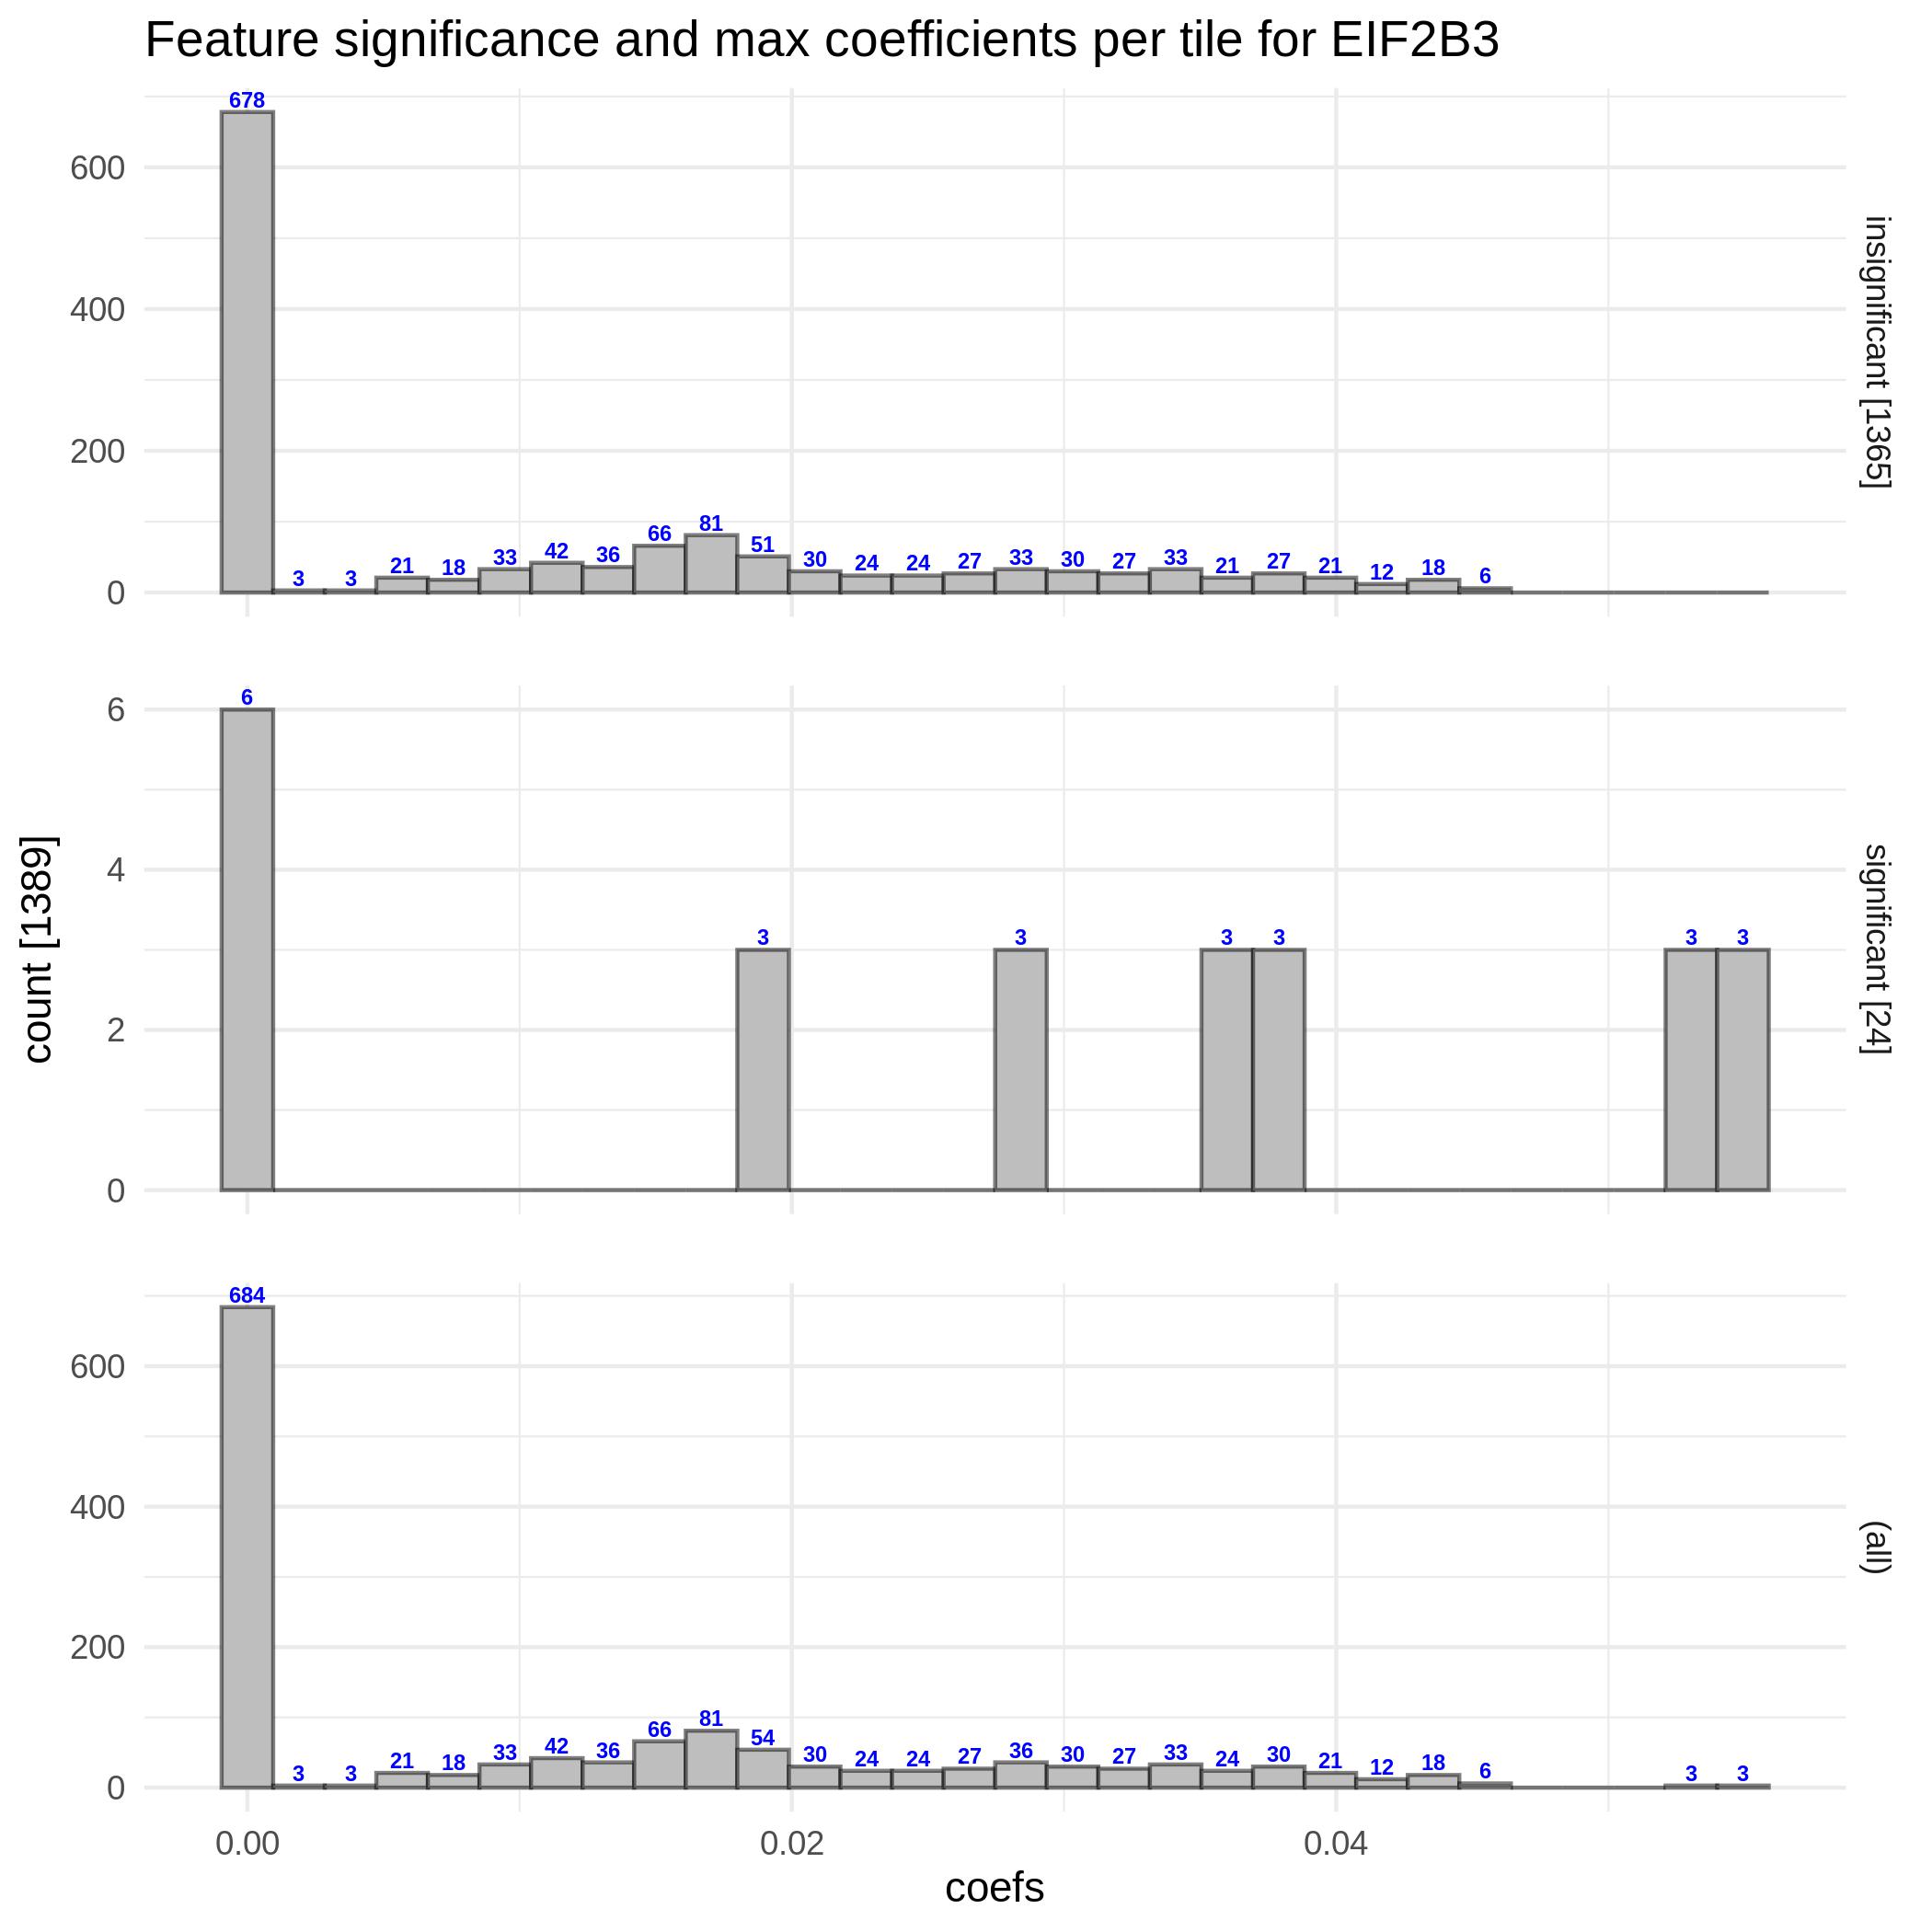 Feature significance and max coefficients per tile for EIF2B3
678
600
400
200
0
3 3 21 18 33 42 36 66 81 51 30 24 24 27 33 30 27 33 21 27 21 12 18 6
insignificant [1365]
6
6
4
2
0
3 3 3 3 3 3
significant [24]
count [1389]
684
600
400
200
0
3 3 21 18 33 42 36 66 81 54 30 24 24 27 36 30 27 33 24 30 21 12 18 6 3 3
(all)
0.00 0.02 0.04
coefs